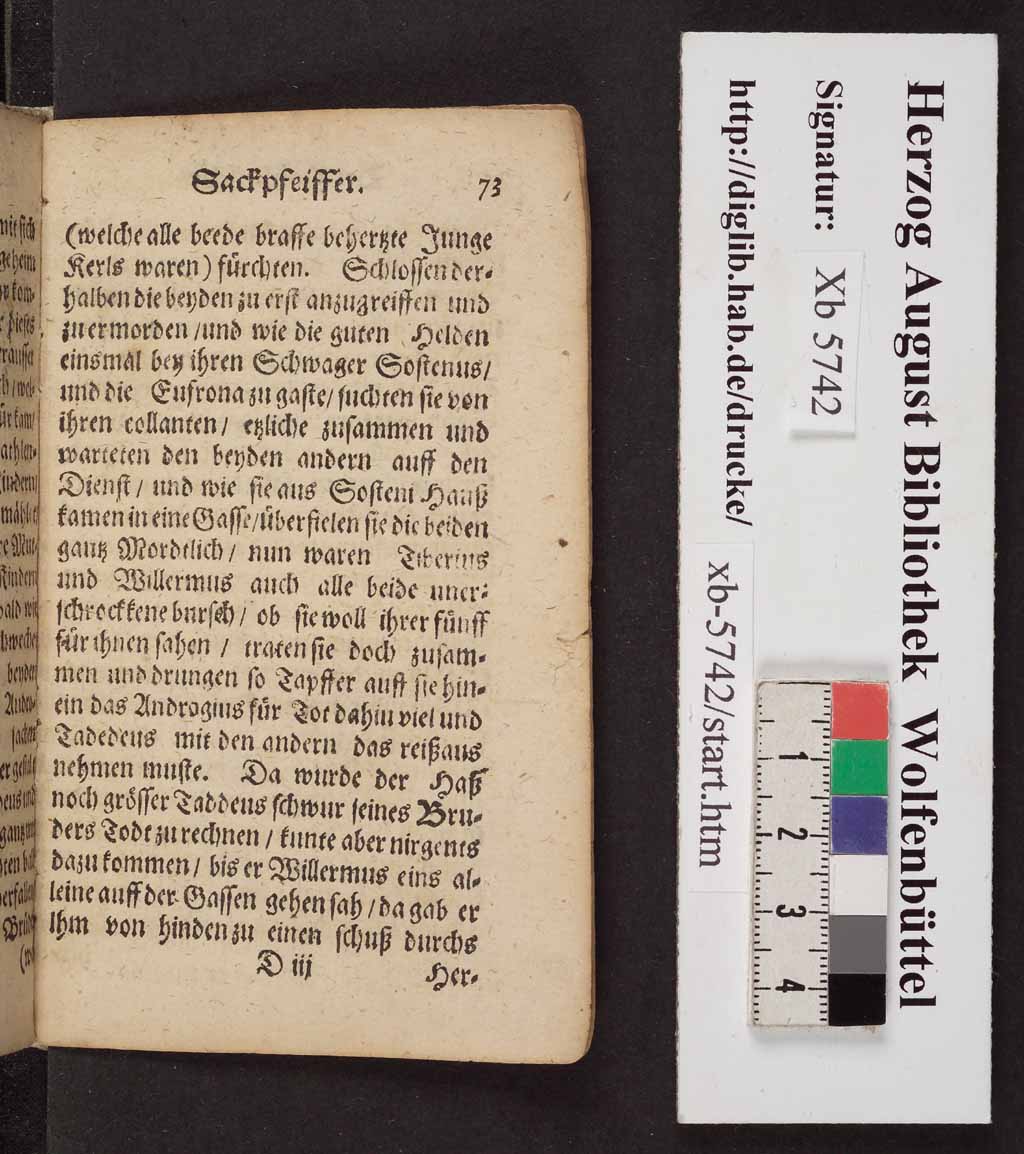 Sackpfeiffer. 73
(welche alle beede braffe behertzte Junge
Kerls waren) fürchten. Schlossen der-
halben die beyden zu erst anzugreiffen und
zu ermorden / und wie die guten Helden
einsmal bey ihren Schwager Sostenus /
und die Eufrona zu gaste / suchten sie von
ihren collanten / etzliche zusammen und
warteten den beyden andern auff den
Dienst / und wie sie aus Sosteni Hauß
kamen in eine Gasse / überfielen sie die beiden
gantz Mordtlich / nun waren Tiberius
und Willermus auch alle beide uner-
schrockkene bursch / ob sie woll ihrer fünff
für ihnen sahen / traten sie doch zusam-
men und drungen so Tapffer auff sie hin-
ein das Androgius für Tot dahin viel und
Tadedeus mit den andern das reißaus
nehmen muste. Da wurde der Haß
noch grösser Taddeus schwur seines Bru-
ders Todt zu rechnen / kunte aber nirgents
dazu kommen / bis er Willermus eins al-
leine auff der Gassen gehen sah / da gab er
Ihm von hinden zu einen schuß durchs
D iij Her-
Herzog August Bibliothek Wolfenbüttel
Signatur: Xb 5742
http://diglib.hab.de/drucke/ xb-5742/start.htm
1
2
3
4